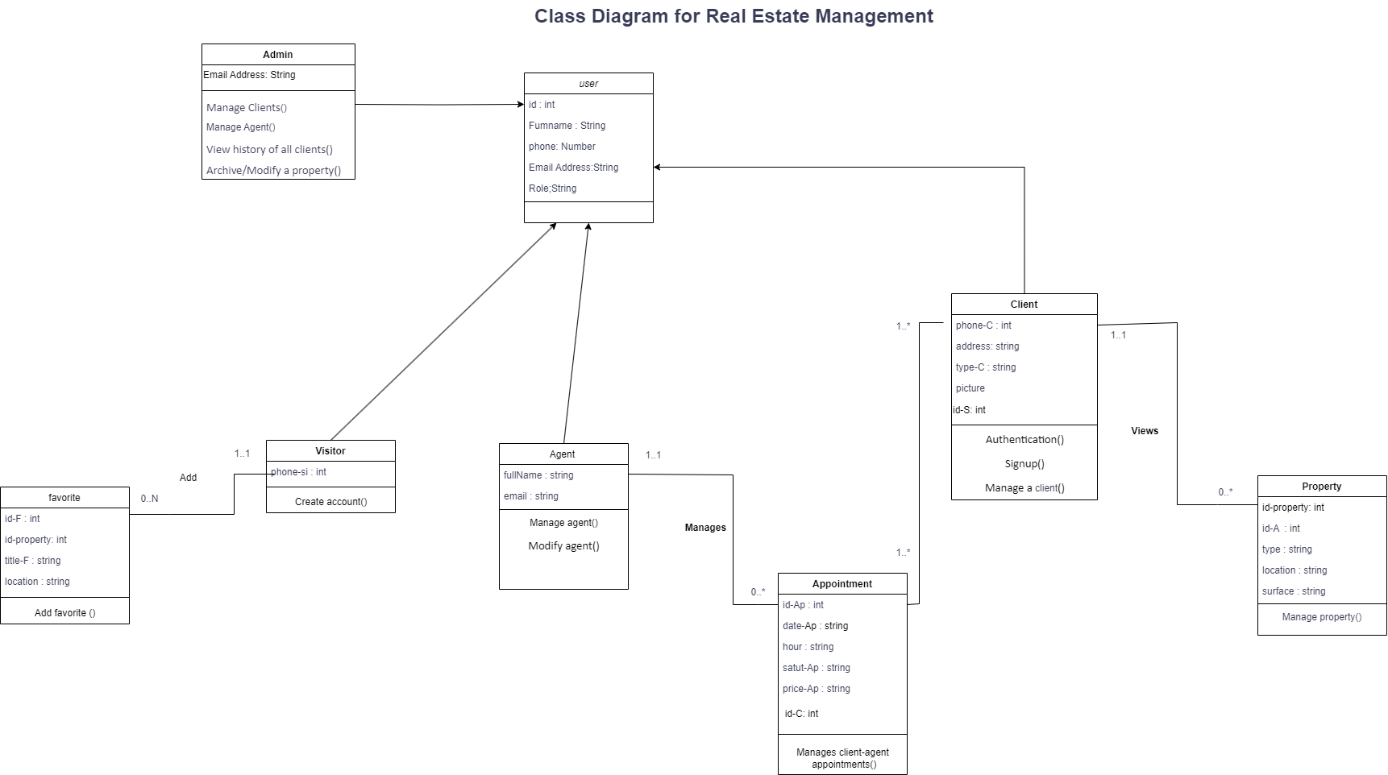 Class Diagram for Real Estate Management
Admin
Email Address: String
Manage Clients()
Manage Agent()
View history of all clients()
Archive/Modify a property()
user
id : int
Fumname : String
phone: Number
Email Address:String
Role;String
Client
phone-C : int
address: string
type-C : string
picture
id-S: int
Authentication()
Signup()
Manage a client()
1..*
1..1
Views
0..*
1..*
Visitor
phone-si : int
Create account()
1..1
Add
0..N
favorite
id-F : int
id-property: int
title-F : string
location : string
Add favorite ()
Agent
fullName : string
email : string
Manage agent()
Modify agent()
1..1
Manages
0..*
Appointment
id-Ap : int
date-Ap : string
hour : string
satut-Ap : string
price-Ap : string
id-C: int
Manages client-agent
appointments()
Property
id-property: int
id-A : int
type : string
location : string
surface : string
Manage property()